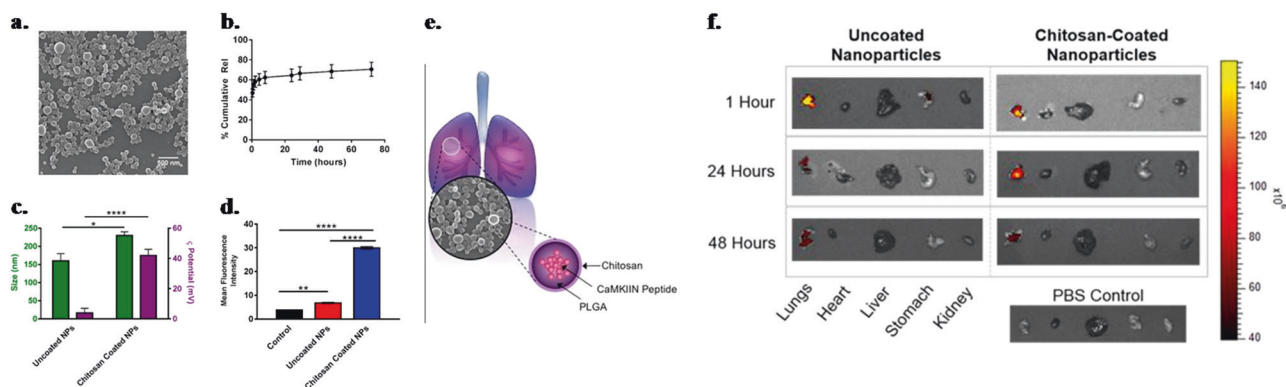 a.
500 nm
b.
% Cumulative Rel
100
80
60
40
20
0
0 20 40 60 80
Time (hours)
c.
****
*
Size (nm)
250
200
150
100
50
0
60
40
20
0
ς Potential (mV)
Uncoated NPs
Chitosan Coated NPs
d.
****
****
**
Mean Fluorescence
Intensity
40
30
20
10
0
Control
Uncoated NPs
Chitosan Coated NPs
e.
Chitosan
CaMKIIN Peptide
PLGA
f.
Uncoated
Nanoparticles
Chitosan-Coated
Nanoparticles
1 Hour
24 Hours
48 Hours
Lungs
Heart
Liver
Stomach
Kidney
PBS Control
140
120
100
80
60
40
x10⁶